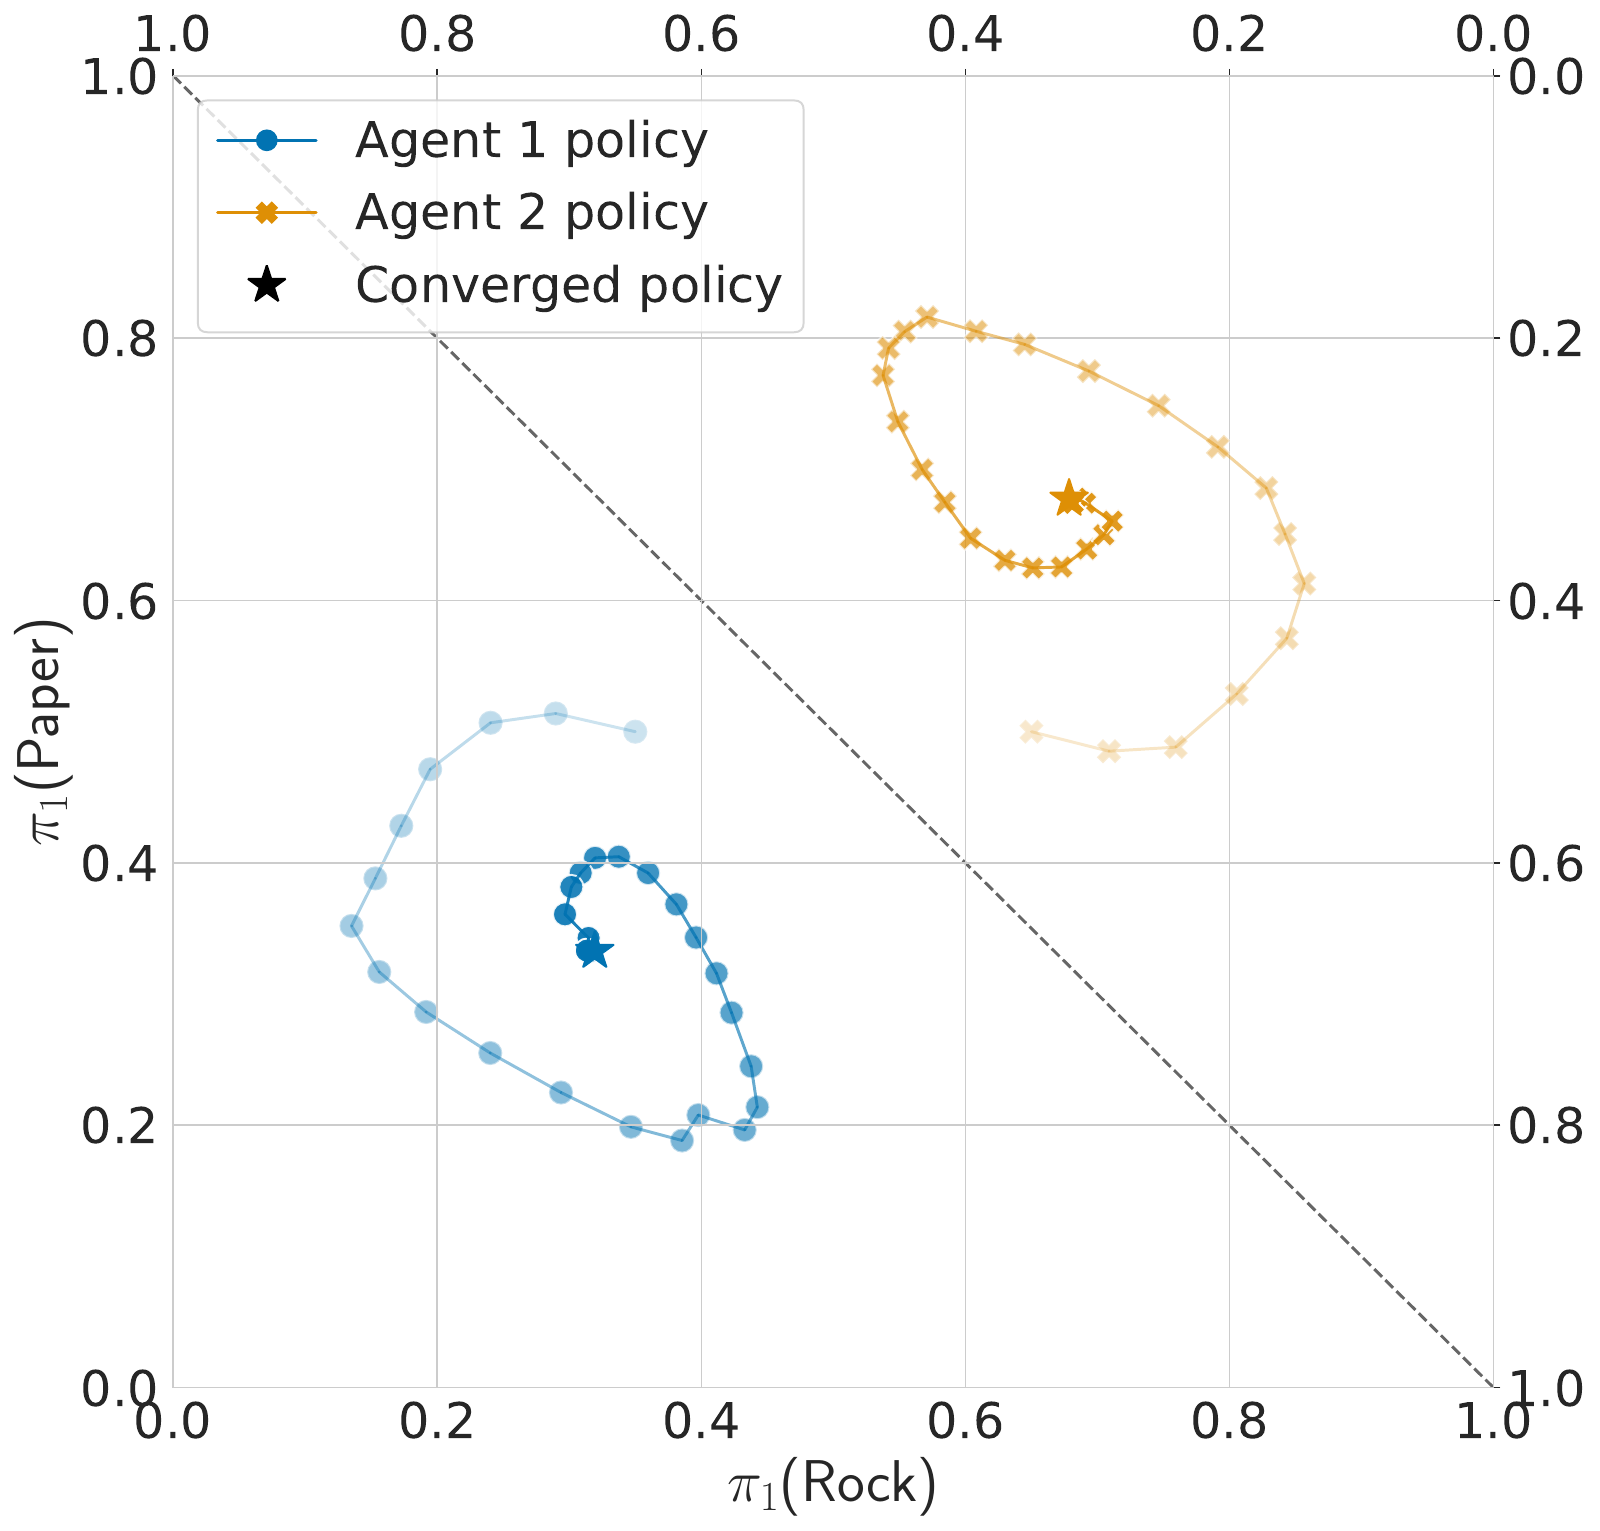 1.0 0.8 0.6 0.4 0.2 0.0
1.0 0.0
Agent 1 policy
Agent 2 policy
Converged policy
0.8 0.2
0.6 0.4
π₁(Paper)
0.4 0.6
0.2 0.8
0.0 1.0
0.0 0.2 0.4 0.6 0.8 1.0
π₁(Rock)